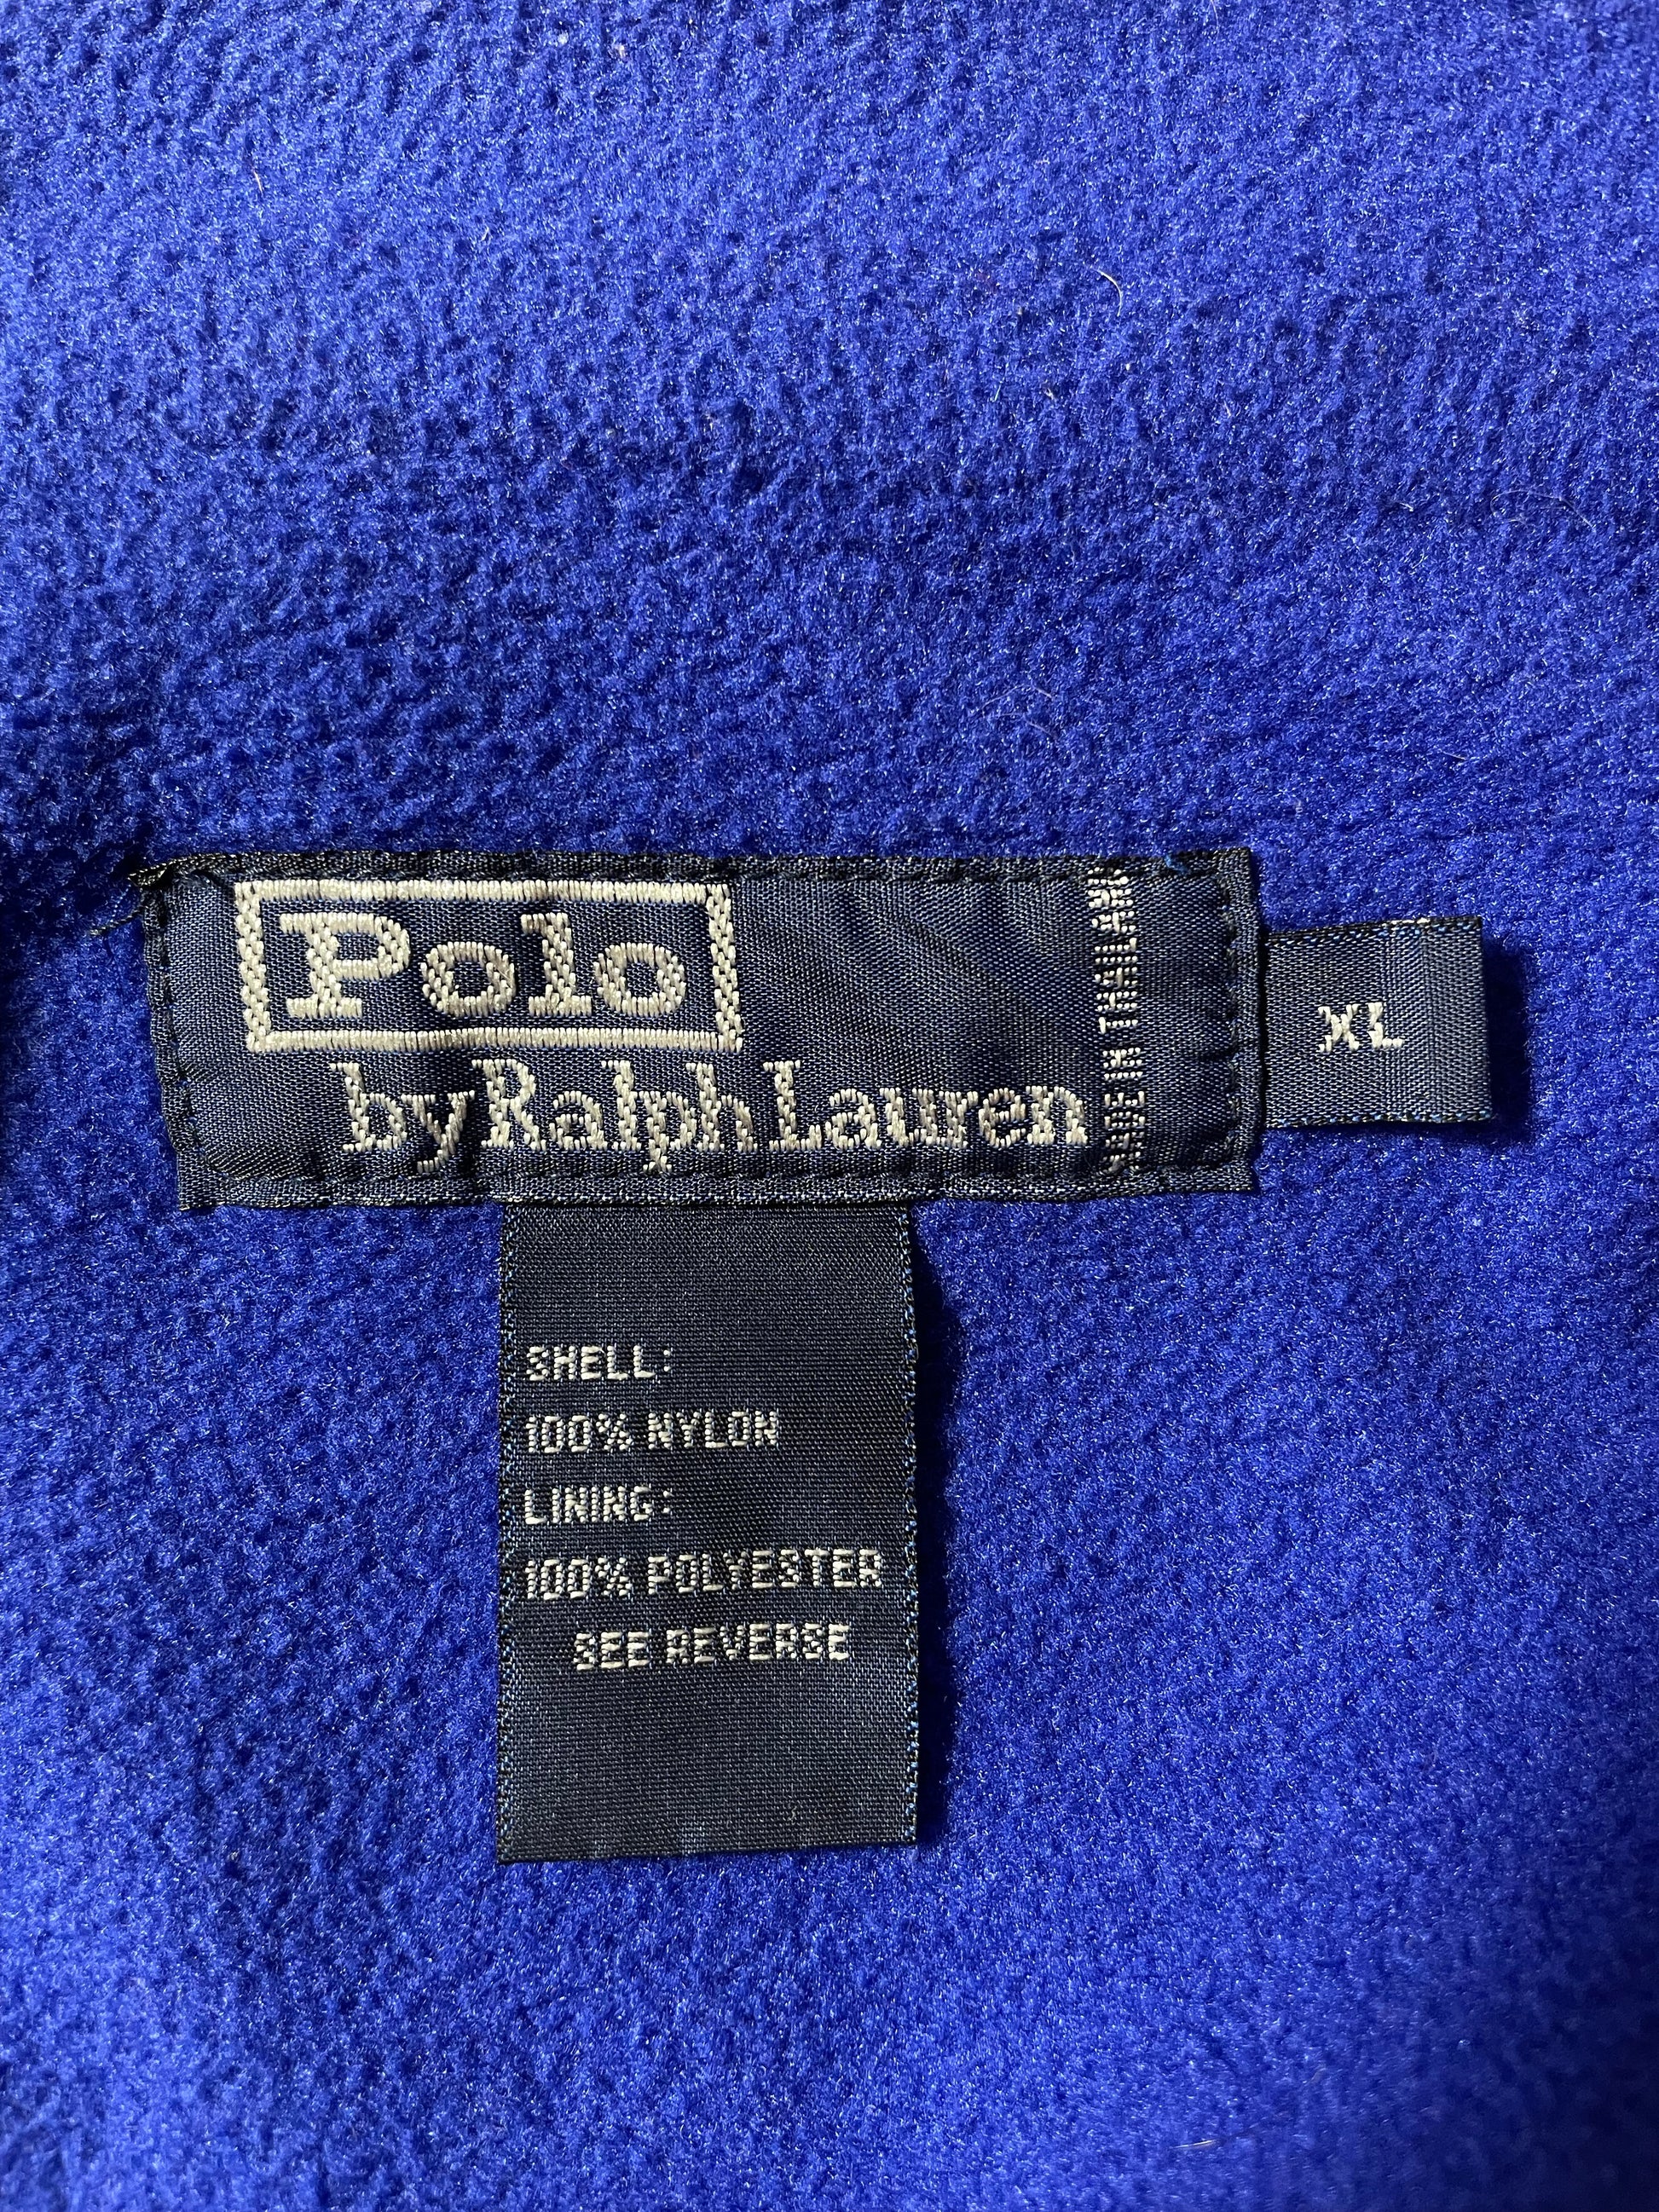 Polo
by Ralph Lauren
XL
SHELL:
100% NYLON
LINING:
100% POLYESTER
SEE REVERSE